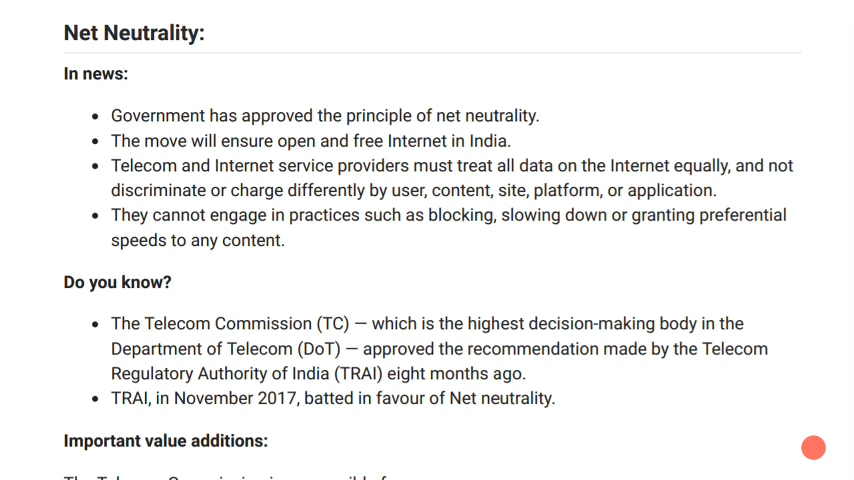 Net Neutrality:
In news:
• Government has approved the principle of net neutrality.
• The move will ensure open and free Internet in India.
• Telecom and Internet service providers must treat all data on the Internet equally, and not
discriminate or charge differently by user, content, site, platform, or application.
• They cannot engage in practices such as blocking, slowing down or granting preferential
speeds to any content.
Do you know?
• The Telecom Commission (TC) — which is the highest decision-making body in the
Department of Telecom (DoT) — approved the recommendation made by the Telecom
Regulatory Authority of India (TRAI) eight months ago.
• TRAI, in November 2017, batted in favour of Net neutrality.
Important value additions: